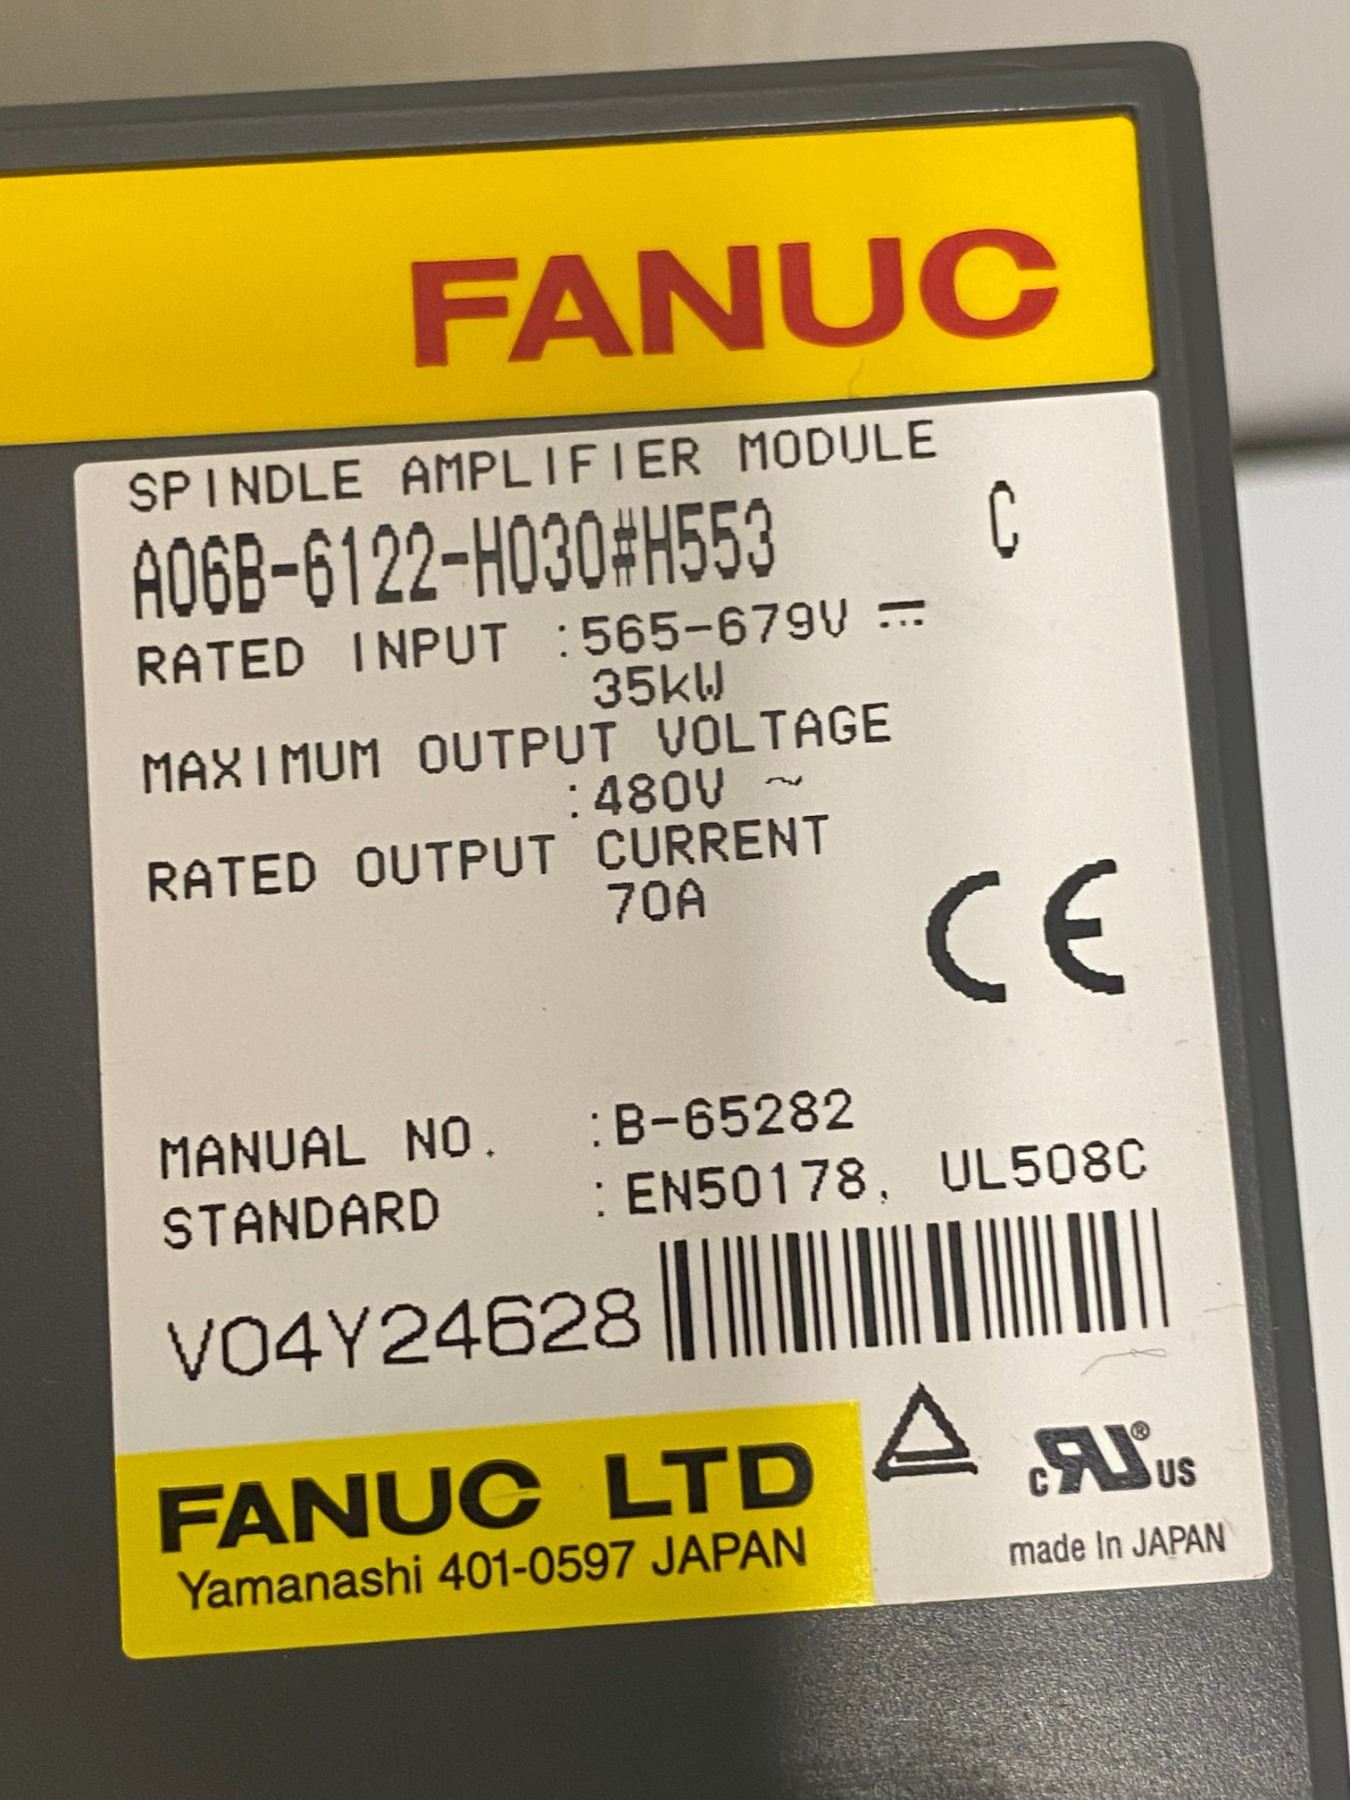 FANUC
SPINDLE AMPLIFIER MODULE
A06B-6122-H030#H553 C
RATED INPUT :565-679V ⎓
35kW
MAXIMUM OUTPUT VOLTAGE
:480V ~
RATED OUTPUT CURRENT
70A
CE
MANUAL NO. :B-65282
STANDARD :EN50178, UL508C
V04Y24628
FANUC LTD
Yamanashi 401-0597 JAPAN
c RU ® US
made In JAPAN